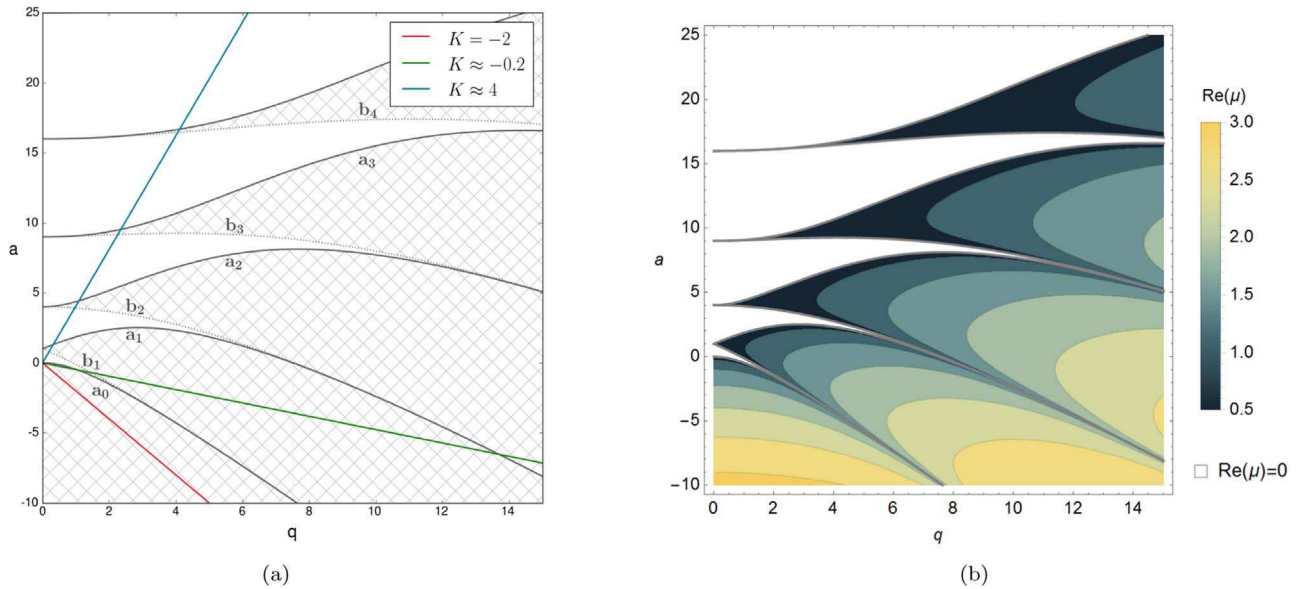 25
20
15
10
5
0
-5
-10
a
0
2
4
6
8
10
12
14
q
K = −2
K ≈ −0.2
K ≈ 4
b₄
a₃
b₃
a₂
b₂
a₁
b₁
a₀
(a)
25
20
15
10
5
0
−5
−10
a
0
2
4
6
8
10
12
14
q
Re(μ)
3.0
2.5
2.0
1.5
1.0
0.5
Re(μ)=0
(b)